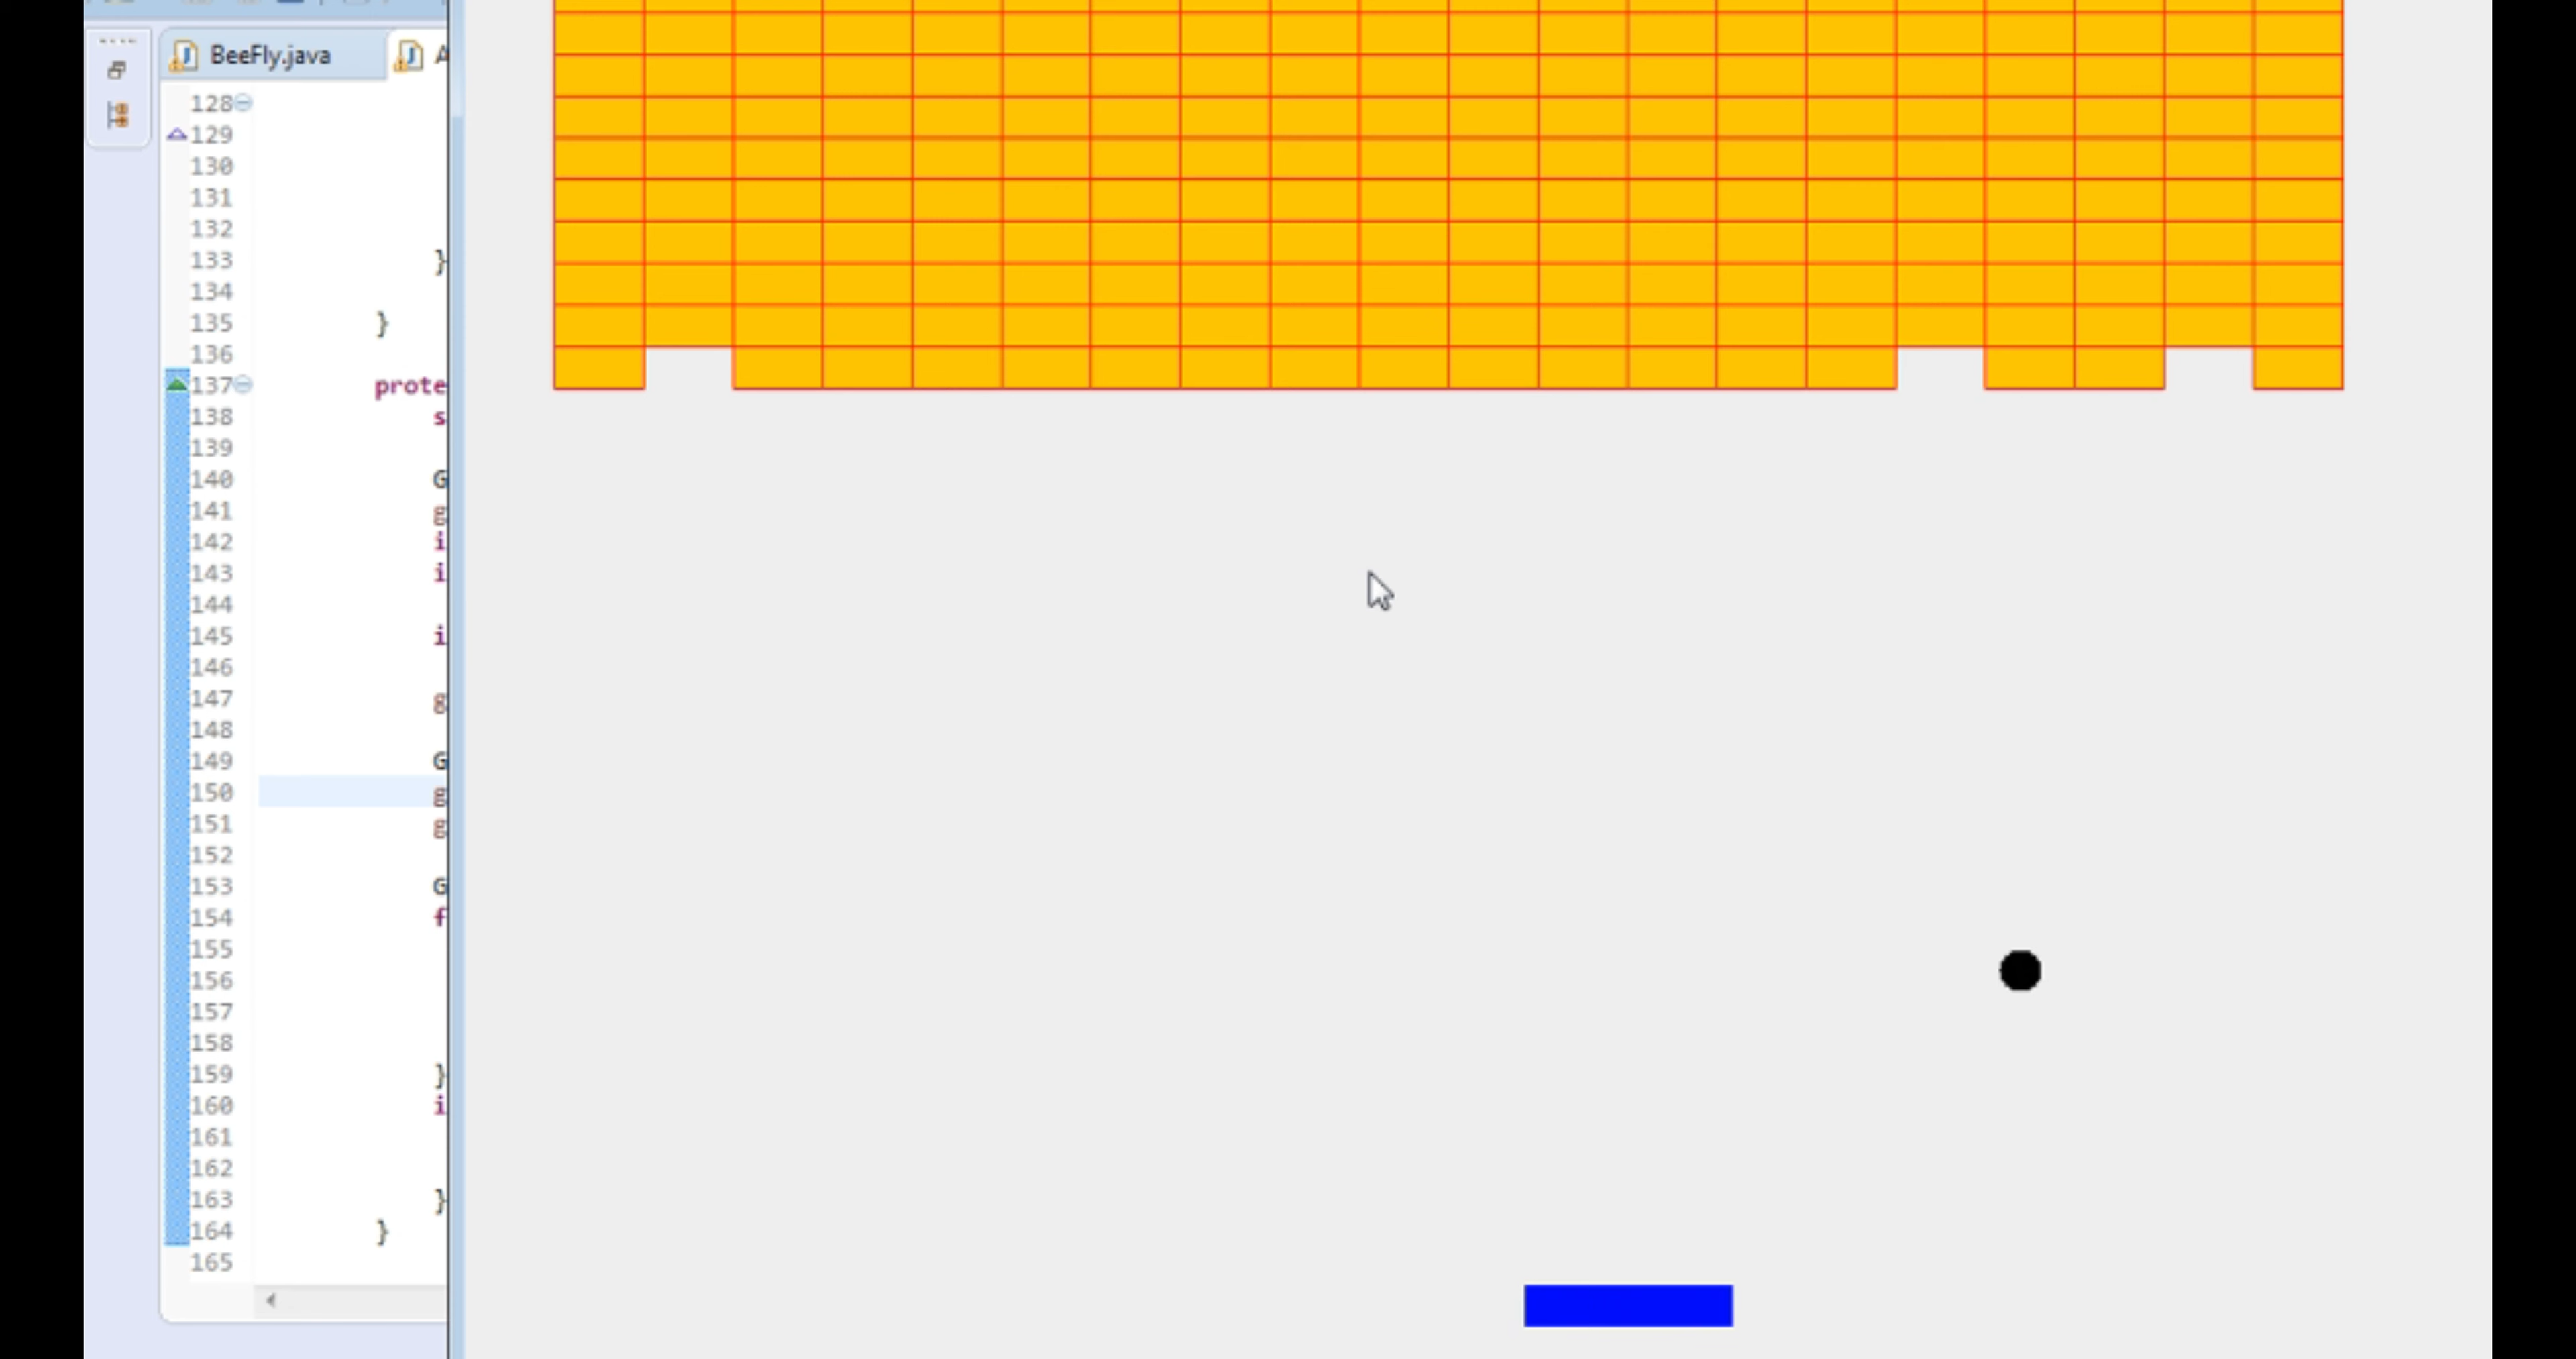 BeeFly.java
A
128
129
130
131
132
133 }
134
135 }
136
137 prote
138 s
139
140 G
141 g
142 i
143 i
144
145 i
146
147 g
148
149 G
150 g
151 g
152
153 G
154 f
155
156
157
158
159 }
160 i
161
162
163 }
164 }
165